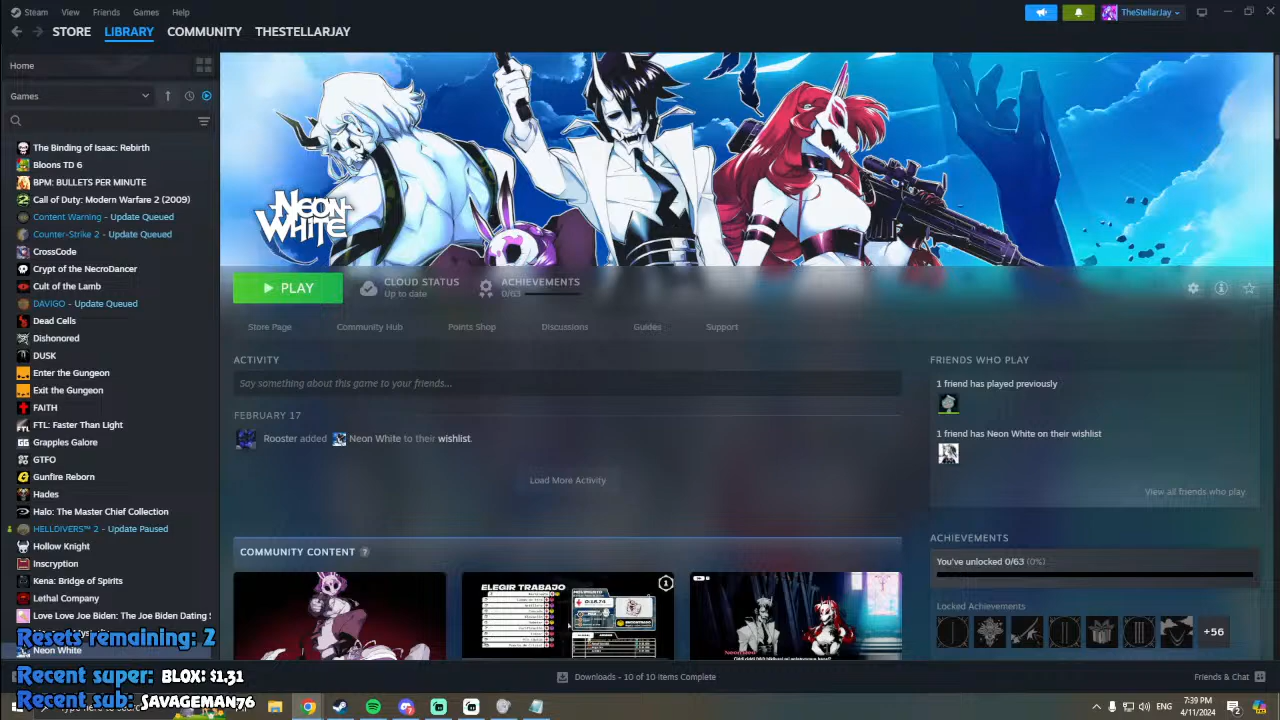 Steam View Friends Games Help
TheStellarJay
STORE LIBRARY COMMUNITY THESTELLARJAY
Home
Games
The Binding of Isaac: Rebirth
Bloons TD 6
BPM: BULLETS PER MINUTE
Call of Duty: Modern Warfare 2 (2009)
Content Warning - Update Queued
Counter-Strike 2 - Update Queued
CrossCode
Crypt of the NecroDancer
Cult of the Lamb
DAVIGO - Update Queued
Dead Cells
Dishonored
DUSK
Enter the Gungeon
Exit the Gungeon
FAITH
FTL: Faster Than Light
Grapples Galore
GTFO
Gunfire Reborn
Hades
Halo: The Master Chief Collection
HELLDIVERS™ 2 - Update Paused
Hollow Knight
Inscryption
Kena: Bridge of Spirits
Lethal Company
Love Letter to Joe Biden: The Joe Biden Dating S
Neon White
Resets remaining: 2
Recent super: BLOX: $1.31
Recent sub: SAVAGEMAN76
NEON
WHITE
PLAY
CLOUD STATUS
Up to date
ACHIEVEMENTS
0/63
Store Page Community Hub Points Shop Discussions Guides Support
ACTIVITY
Say something about this game to your friends...
FEBRUARY 17
Rooster added Neon White to their wishlist.
Load More Activity
COMMUNITY CONTENT ?
ELEGIR TRABAJO
1
FRIENDS WHO PLAY
1 friend has played previously
1 friend has Neon White on their wishlist
View all friends who play
ACHIEVEMENTS
You've unlocked 0/63 (0%)
Locked Achievements
+56
Downloads - 10 of 10 Items Complete
Friends & Chat
ENG
7:39 PM
4/11/2024